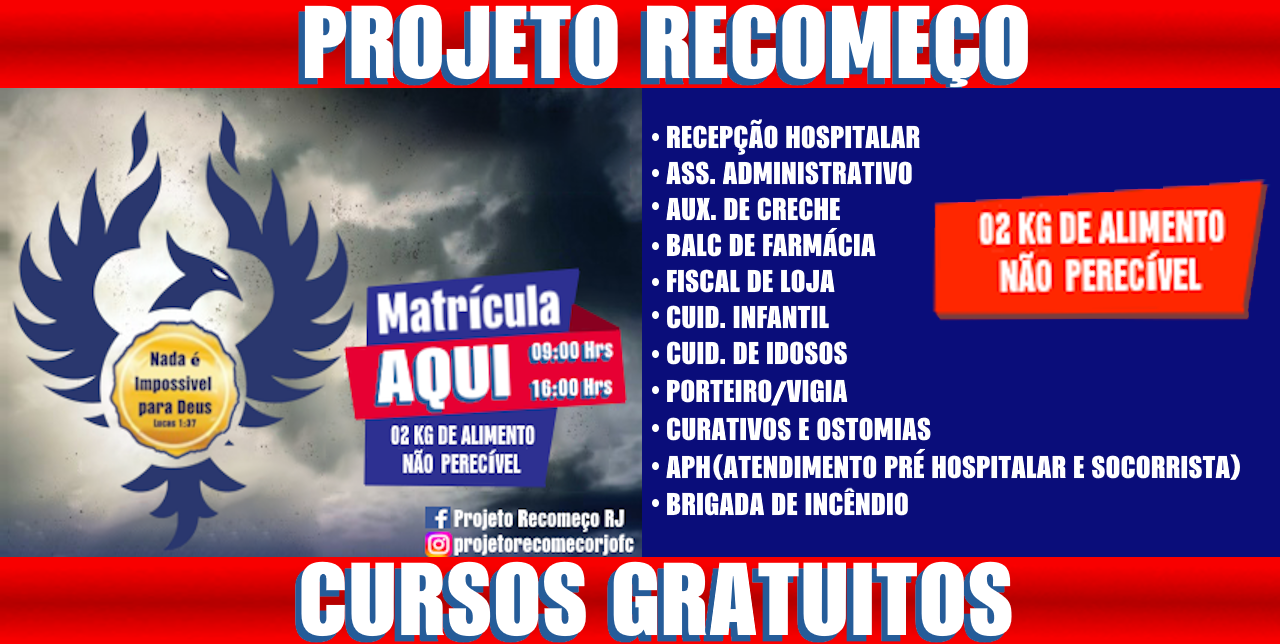 PROJETO RECOMEÇO
Nada é
Impossivel
para Deus
Lucas 1:37
Matrícula
AQUI
09:00 Hrs
16:00 Hrs
02 KG DE ALIMENTO
NÃO PERECÍVEL
Projeto Recomeço RJ
projetorecomecorjofc
• RECEPÇÃO HOSPITALAR
• ASS. ADMINISTRATIVO
• AUX. DE CRECHE
• BALC DE FARMÁCIA
• FISCAL DE LOJA
• CUID. INFANTIL
• CUID. DE IDOSOS
• PORTEIRO/VIGIA
• CURATIVOS E OSTOMIAS
• APH(ATENDIMENTO PRÉ HOSPITALAR E SOCORRISTA)
• BRIGADA DE INCÊNDIO
02 KG DE ALIMENTO
NÃO PERECÍVEL
CURSOS GRATUITOS